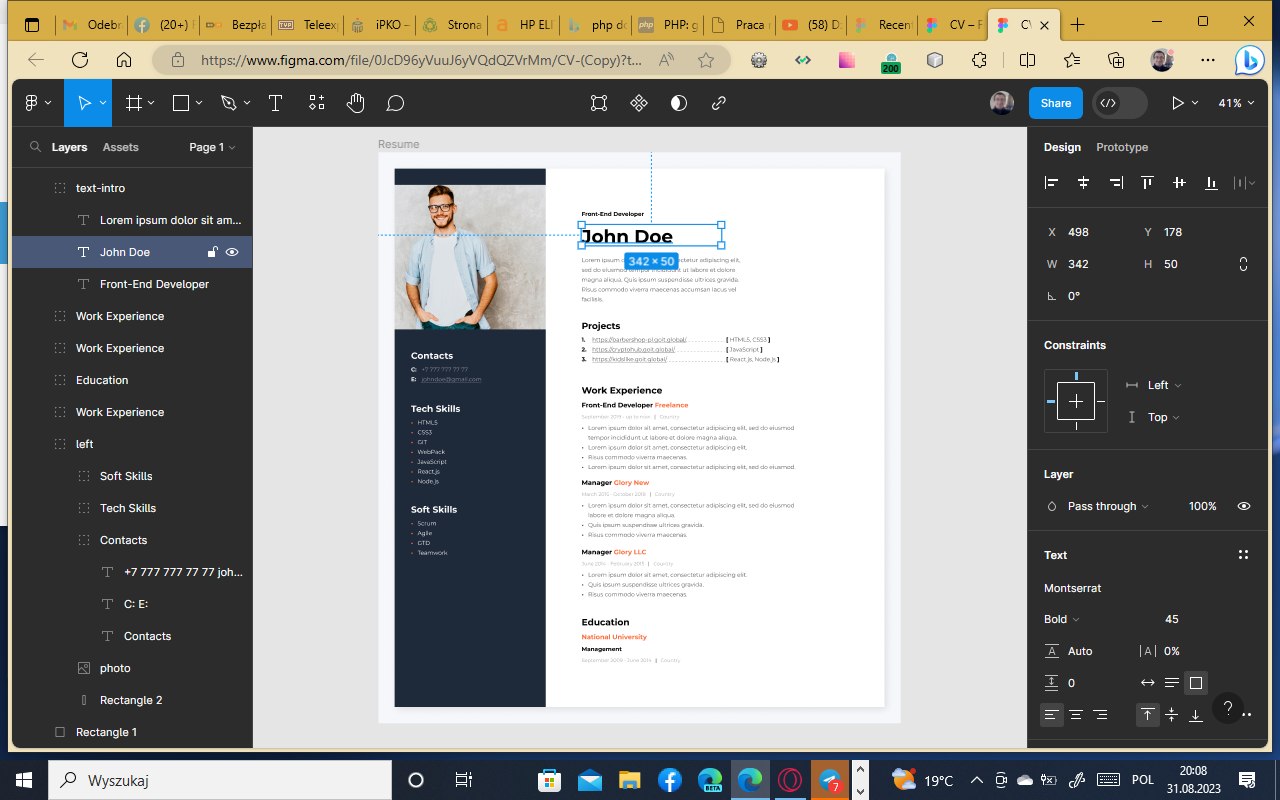 Odebr
(20+) F
Bezpła
Teleexp
iPKO –
Strona
HP ELI
php do
PHP: g
Praca
(58) D
Recent
CV – F
CV
https://www.figma.com/file/0JcD96yVuuJ6yVQdQZVrMm/CV-(Copy)?t...
200
Share
41%
Layers
Assets
Page 1
text-intro
Lorem ipsum dolor sit am...
John Doe
Front-End Developer
Work Experience
Work Experience
Education
Work Experience
left
Soft Skills
Tech Skills
Contacts
+7 777 777 77 77 joh...
C: E:
Contacts
photo
Rectangle 2
Rectangle 1
Resume
Contacts
C: +7 777 777 77 77
E: johndoe@gmail.com
Tech Skills
HTML5
CSS3
GIT
WebPack
JavaScript
React.js
Node.js
Soft Skills
Scrum
Agile
GTD
Teamwork
Front-End Developer
John Doe
342 × 50
Lorem ipsum consectetur adipiscing elit,
sed do eiusmod tempor incididunt ut labore et dolore
magna aliqua. Quis ipsum suspendisse ultrices gravida.
Risus commodo viverra maecenas accumsan lacus vel
facilisis.
Projects
1. https://barbershop-pi.goit.global/ [ HTML5, CSS3 ]
2. https://cryptohub.goit.global/ [ JavaScript ]
3. https://kidslike.goit.global/ [ React.js, Node.js ]
Work Experience
Front-End Developer Freelance
September 2019 - up to now | Country
• Lorem ipsum dolor sit amet, consectetur adipiscing elit, sed do eiusmod
tempor incididunt ut labore et dolore magna aliqua.
• Lorem ipsum dolor sit amet, consectetur adipiscing elit.
• Risus commodo viverra maecenas.
• Lorem ipsum dolor sit amet, consectetur adipiscing elit, sed do eiusmod.
Manager Glory New
March 2015 - October 2018 | Country
• Lorem ipsum dolor sit amet, consectetur adipiscing elit, sed do eiusmod
labore et dolore magna aliqua.
• Quis ipsum suspendisse ultrices gravida.
• Risus commodo viverra maecenas.
Manager Glory LLC
June 2014 - February 2015 | Country
• Lorem ipsum dolor sit amet, consectetur adipiscing elit.
• Quis ipsum suspendisse ultrices gravida.
• Risus commodo viverra maecenas.
Education
National University
Management
September 2009 - June 2014 | Country
Design
Prototype
X 498 Y 178
W 342 H 50
0°
Constraints
Left
Top
Layer
Pass through 100%
Text
Montserrat
Bold 45
Auto 0%
0
?
Wyszukaj
BETA
7
19°C
POL
20:08
31.08.2023